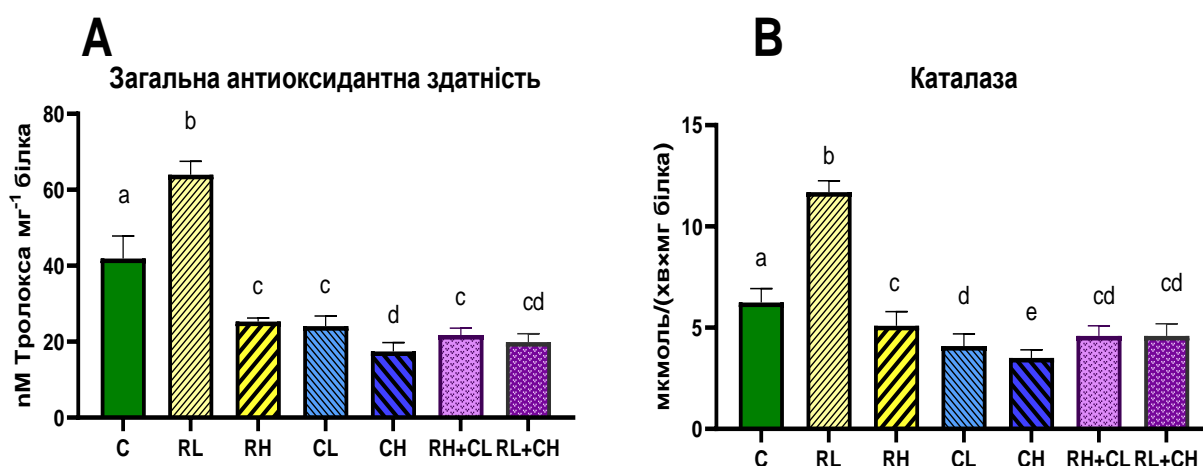 A
Загальна антиоксидантна здатність
nM Тролокса мг⁻¹ білка
80
60
40
20
0
a
b
c
c
d
c
cd
C RL RH CL CH RH+CL RL+CH
B
Каталаза
мкмоль/(хв×мг білка)
15
10
5
0
a
b
c
d
e
cd
cd
C RL RH CL CH RH+CL RL+CH